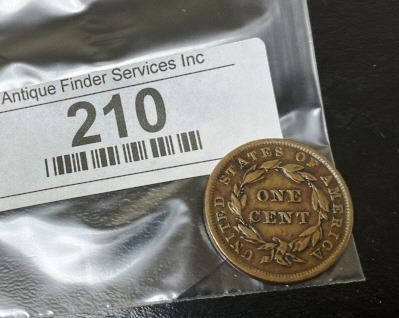 Antique Finder Services Inc
210
UNITED STATES OF AMERICA
ONE
CENT